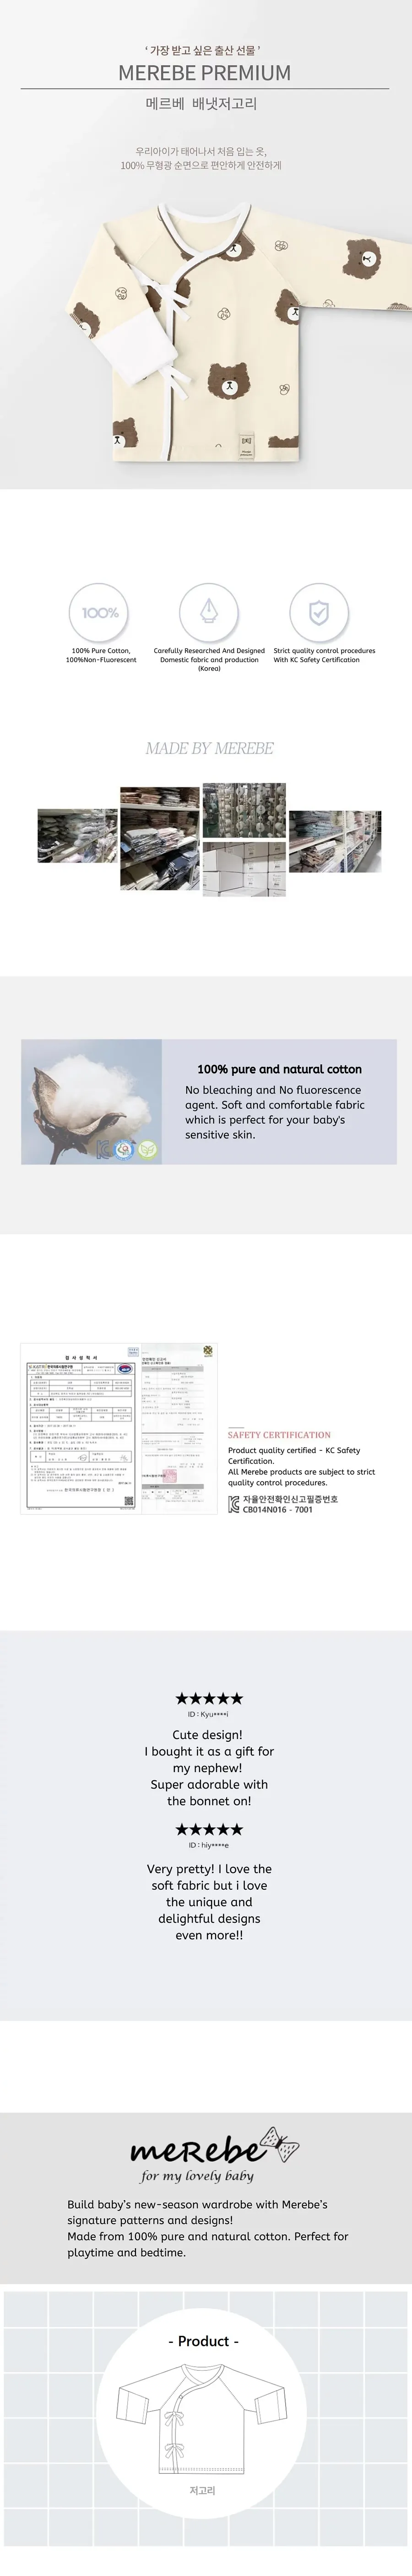 ‘ 가장 받고 싶은 출산 선물 ’
MEREBE PREMIUM
메르베 배냇저고리
우리아이가 태어나서 처음 입는 옷,
100% 무형광 순면으로 편안하게 안전하게
100%
100% Pure Cotton,
100%Non-Fluorescent
Carefully Researched And Designed
Domestic fabric and production
(Korea)
Strict quality control procedures
With KC Safety Certification
MADE BY MEREBE
100% pure and natural cotton
No bleaching and No fluorescence
agent. Soft and comfortable fabric
which is perfect for your baby's
sensitive skin.
검 사 성 적 서
SAFETY CERTIFICATION
Product quality certified - KC Safety
Certification.
All Merebe products are subject to strict
quality control procedures.
자율안전확인신고필증번호
CB014N016 - 7001
★★★★★
ID : Kyu****i
Cute design!
I bought it as a gift for
my nephew!
Super adorable with
the bonnet on!
★★★★★
ID : hiy****e
Very pretty! I love the
soft fabric but i love
the unique and
delightful designs
even more!!
meRebe
for my lovely baby
Build baby's new-season wardrobe with Merebe's
signature patterns and designs!
Made from 100% pure and natural cotton. Perfect for
playtime and bedtime.
- Product -
저고리